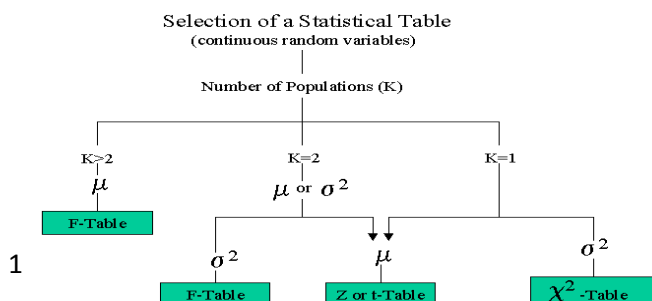 Selection of a Statistical Table
(continuous random variables)
Number of Populations (K)
K>2
K=2
K=1
μ
μ or σ²
F-Table
1
σ²
μ
σ²
F-Table
Z or t-Table
χ² -Table